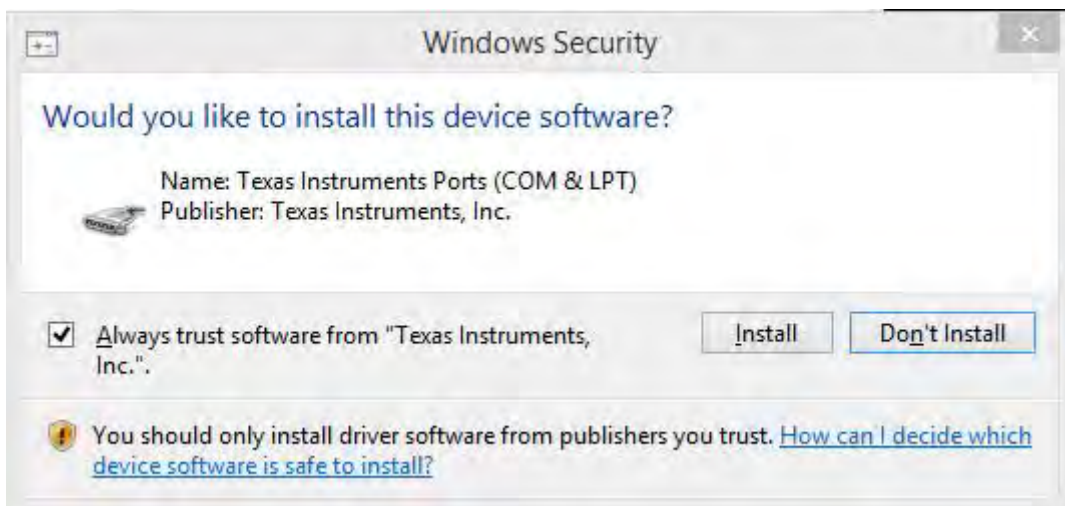 Windows Security
Would you like to install this device software?
Name: Texas Instruments Ports (COM & LPT)
Publisher: Texas Instruments, Inc.
Always trust software from "Texas Instruments,
Inc.".
Install
Don't Install
You should only install driver software from publishers you trust. How can I decide which
device software is safe to install?